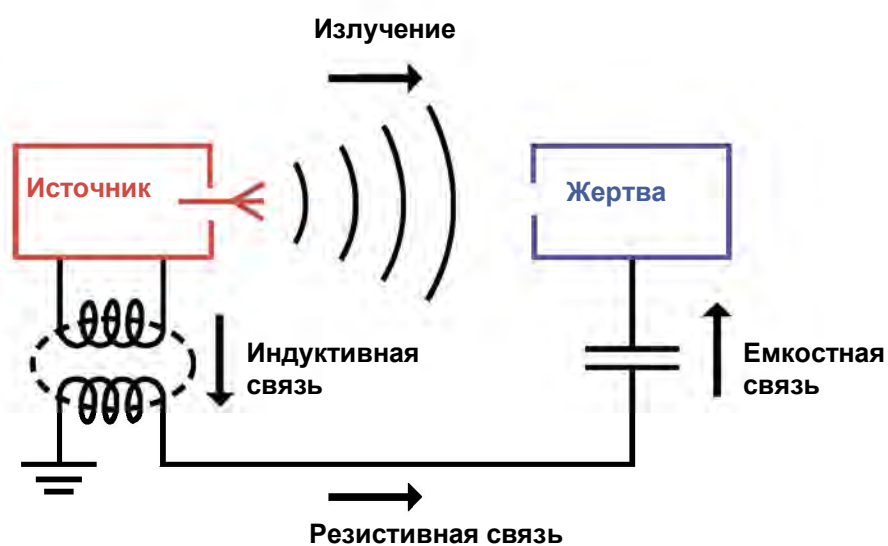 Излучение
Источник
Жертва
Индуктивная
связь
Емкостная
связь
Резистивная связь